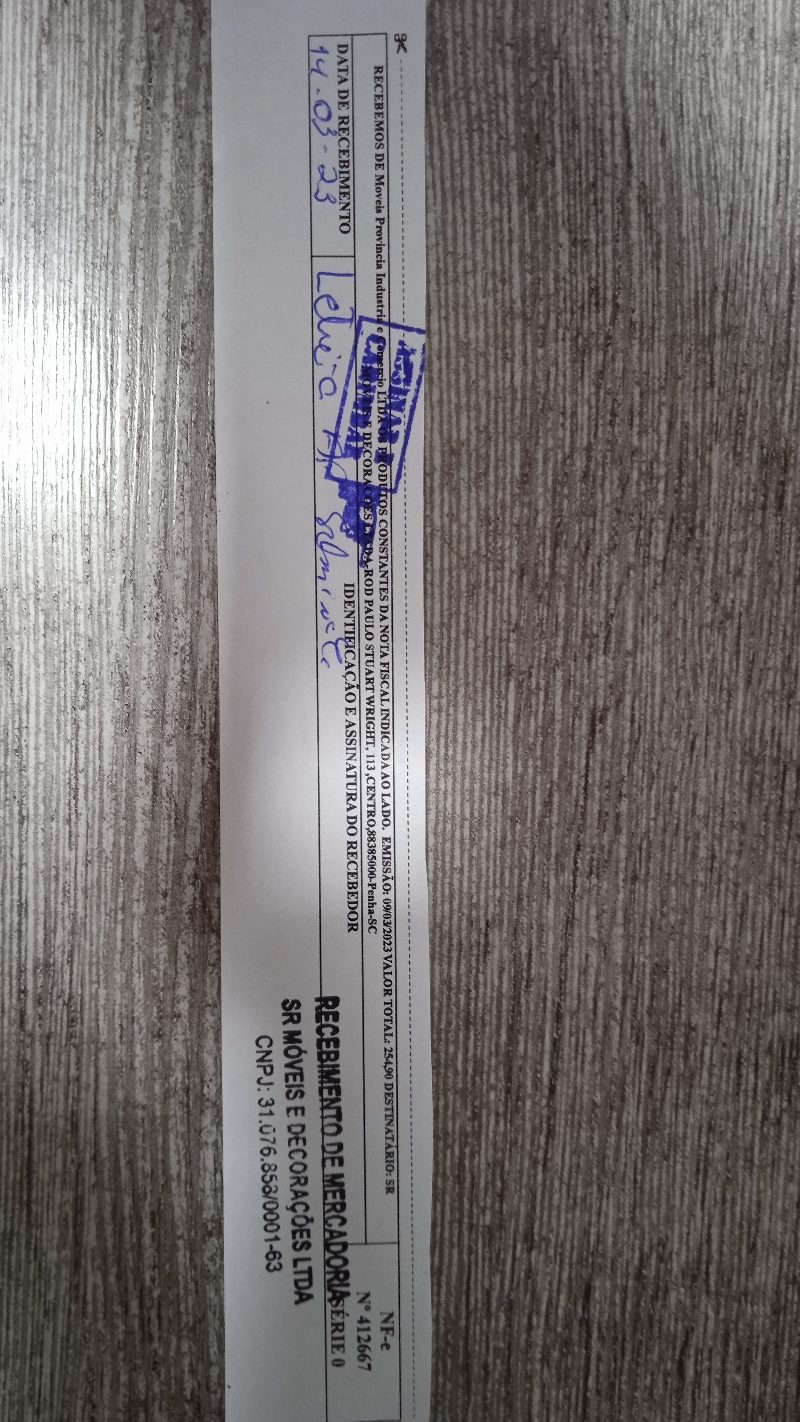 RECEBEMOS DE Moveis Provincia Industria e Comercio LTDA OS PRODUTOS CONSTANTES DA NOTA FISCAL INDICADA AO LADO. EMISSÃO: 09/03/2023 VALOR TOTAL: 254,90 DESTINATÁRIO: SR
MOVEIS E DECORAÇÕES LTDA-ROD PAULO STUART WRIGHT, 113 ,CENTRO,88385000-Penha-SC
ASSINAR
CARIMBAR
NF-e
Nº 412667
SÉRIE 0
DATA DE RECEBIMENTO
14-03-23
IDENTIFICAÇÃO E ASSINATURA DO RECEBEDOR
RECEBIMENTO DE MERCADORIA
SR MÓVEIS E DECORAÇÕES LTDA
CNPJ: 31.076.858/0001-63